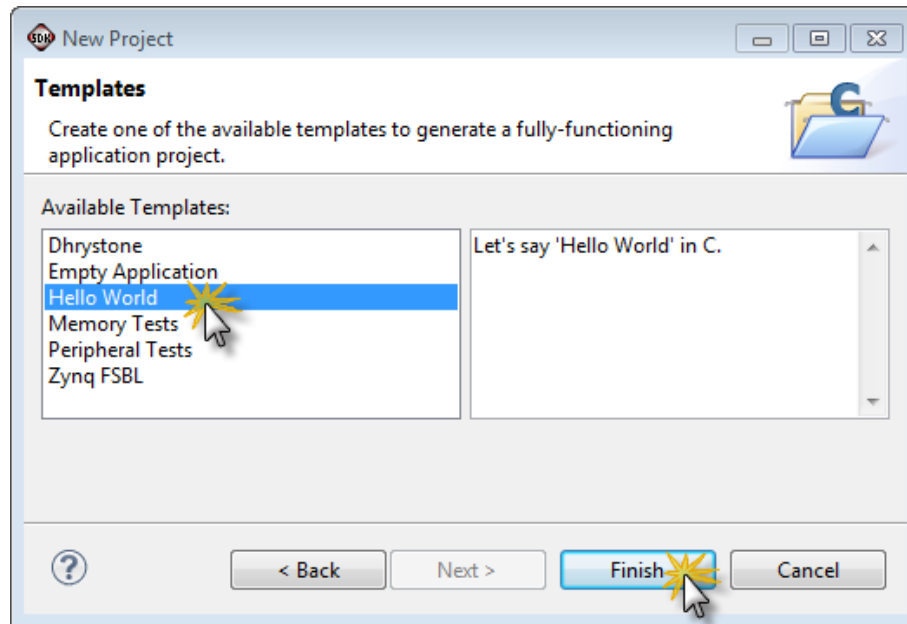 SDK New Project
Templates
Create one of the available templates to generate a fully-functioning
application project.
Available Templates:
Dhrystone
Empty Application
Hello World
Memory Tests
Peripheral Tests
Zynq FSBL
Let's say 'Hello World' in C.
? < Back Next > Finish Cancel